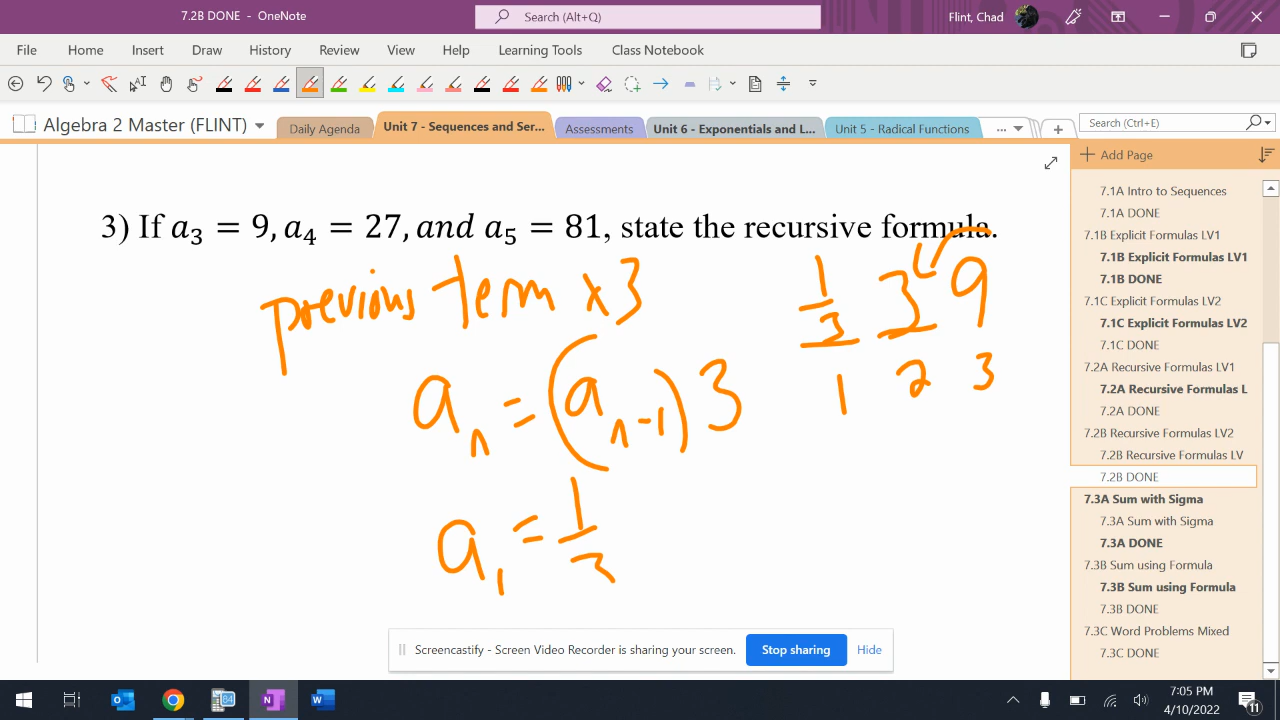 7.2B DONE - OneNote
Search (Alt+Q)
Flint, Chad
File Home Insert Draw History Review View Help Learning Tools Class Notebook
Algebra 2 Master (FLINT)
Daily Agenda
Unit 7 - Sequences and Ser...
Assessments
Unit 6 - Exponentials and L...
Unit 5 - Radical Functions
...
Search (Ctrl+E)
Add Page
3) If a₃ = 9, a₄ = 27, and a₅ = 81, state the recursive formula.
previous term x3
1/3 3 9
1 2 3
aₙ = (aₙ₋₁) 3
a₁ = 1/3
7.1A Intro to Sequences
7.1A DONE
7.1B Explicit Formulas LV1
7.1B Explicit Formulas LV1
7.1B DONE
7.1C Explicit Formulas LV2
7.1C Explicit Formulas LV2
7.1C DONE
7.2A Recursive Formulas LV1
7.2A Recursive Formulas L
7.2A DONE
7.2B Recursive Formulas LV2
7.2B Recursive Formulas LV
7.2B DONE
7.3A Sum with Sigma
7.3A Sum with Sigma
7.3A DONE
7.3B Sum using Formula
7.3B Sum using Formula
7.3B DONE
7.3C Word Problems Mixed
7.3C DONE
Screencastify - Screen Video Recorder is sharing your screen.
Stop sharing
Hide
84
7:05 PM
4/10/2022
11